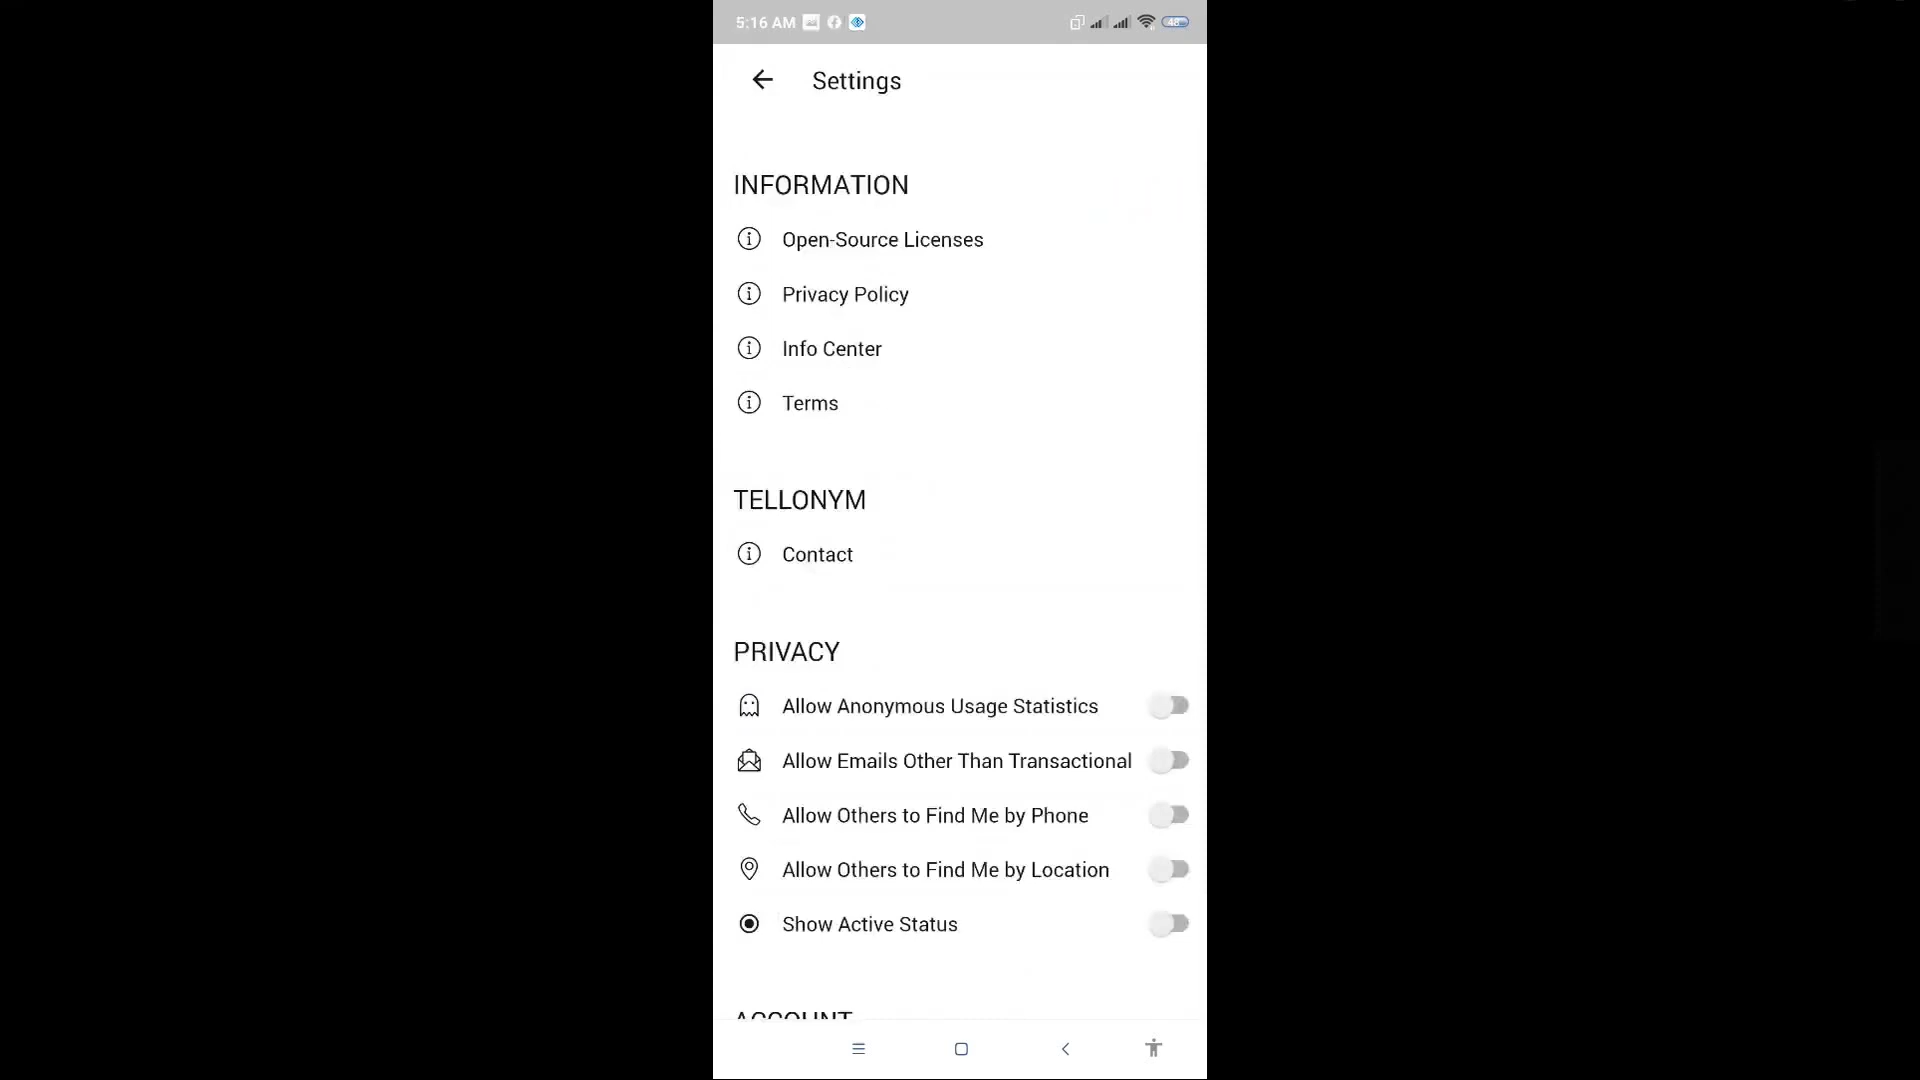 5:16 AM
48
Settings
INFORMATION
Open-Source Licenses
Privacy Policy
Info Center
Terms
TELLONYM
Contact
PRIVACY
Allow Anonymous Usage Statistics
Allow Emails Other Than Transactional
Allow Others to Find Me by Phone
Allow Others to Find Me by Location
Show Active Status
ACCOUNT